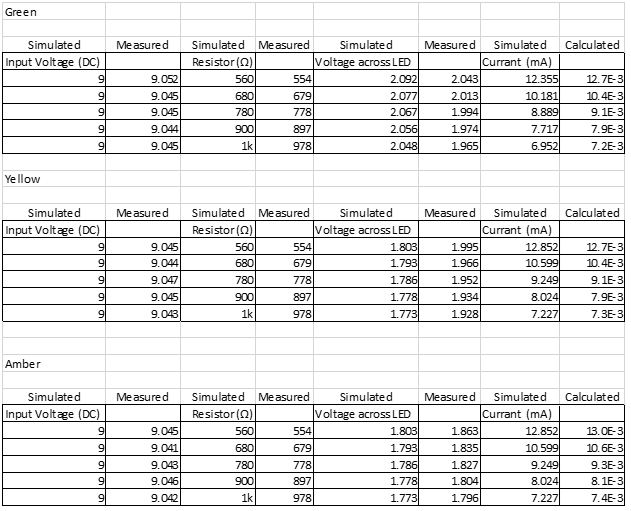 Green
Simulated Measured Simulated Measured Simulated Measured Simulated Calculated
Input Voltage (DC) Resistor (Ω) Voltage across LED Currant (mA)
9 9.052 560 554 2.092 2.043 12.355 12.7E-3
9 9.045 680 679 2.077 2.013 10.181 10.4E-3
9 9.045 780 778 2.067 1.994 8.889 9.1E-3
9 9.044 900 897 2.056 1.974 7.717 7.9E-3
9 9.045 1k 978 2.048 1.965 6.952 7.2E-3
Yellow
Simulated Measured Simulated Measured Simulated Measured Simulated Calculated
Input Voltage (DC) Resistor (Ω) Voltage across LED Currant (mA)
9 9.045 560 554 1.803 1.995 12.852 12.7E-3
9 9.044 680 679 1.793 1.966 10.599 10.4E-3
9 9.047 780 778 1.786 1.952 9.249 9.1E-3
9 9.045 900 897 1.778 1.934 8.024 7.9E-3
9 9.043 1k 978 1.773 1.928 7.227 7.3E-3
Amber
Simulated Measured Simulated Measured Simulated Measured Simulated Calculated
Input Voltage (DC) Resistor (Ω) Voltage across LED Currant (mA)
9 9.045 560 554 1.803 1.863 12.852 13.0E-3
9 9.041 680 679 1.793 1.835 10.599 10.6E-3
9 9.043 780 778 1.786 1.827 9.249 9.3E-3
9 9.046 900 897 1.778 1.804 8.024 8.1E-3
9 9.042 1k 978 1.773 1.796 7.227 7.4E-3